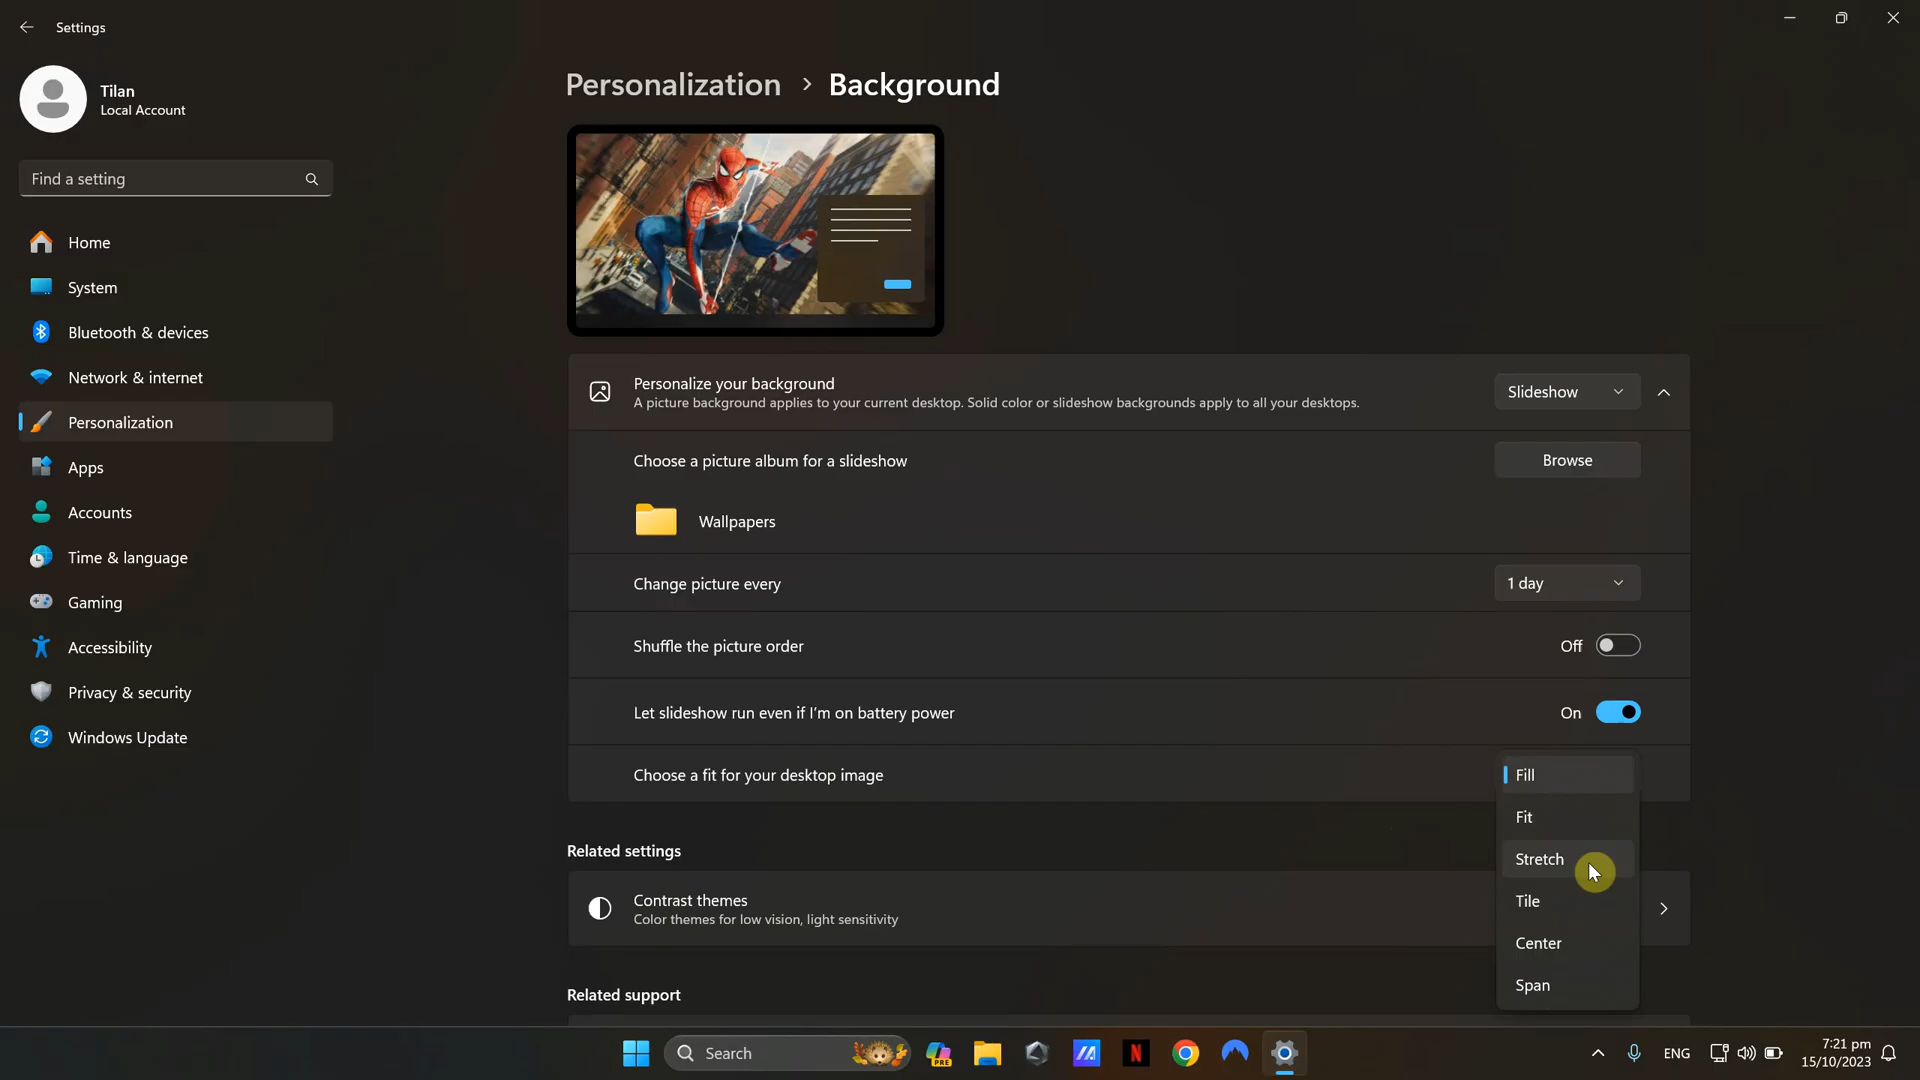 Settings
Tilan
Local Account
Find a setting
Home
System
Bluetooth & devices
Network & internet
Personalization
Apps
Accounts
Time & language
Gaming
Accessibility
Privacy & security
Windows Update
Personalization > Background
Personalize your background
A picture background applies to your current desktop. Solid color or slideshow backgrounds apply to all your desktops.
Slideshow
Choose a picture album for a slideshow
Browse
Wallpapers
Change picture every
1 day
Shuffle the picture order
Off
Let slideshow run even if I'm on battery power
On
Choose a fit for your desktop image
Fill
Fit
Stretch
Tile
Center
Span
Related settings
Contrast themes
Color themes for low vision, light sensitivity
Related support
Search
PRE
N
ENG
7:21 pm
15/10/2023